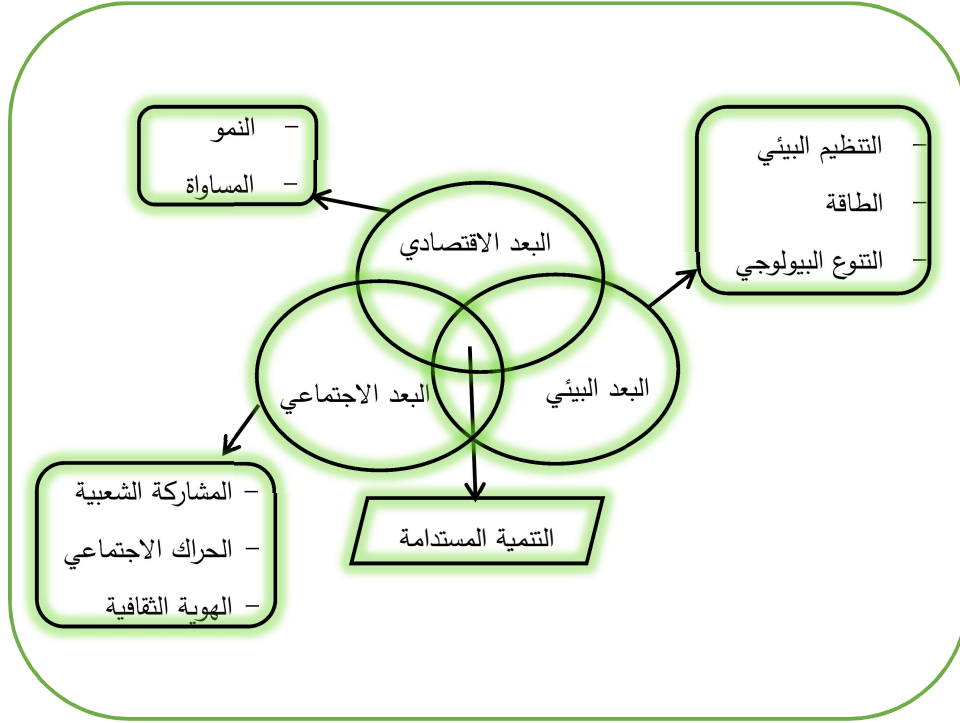 - النمو
- المساواة
- التنظيم البيئي
- الطاقة
- التنوع البيولوجي
البعد الاقتصادي
البعد الاجتماعي
البعد البيئي
- المشاركة الشعبية
- الحراك الاجتماعي
- الهوية الثقافية
التنمية المستدامة